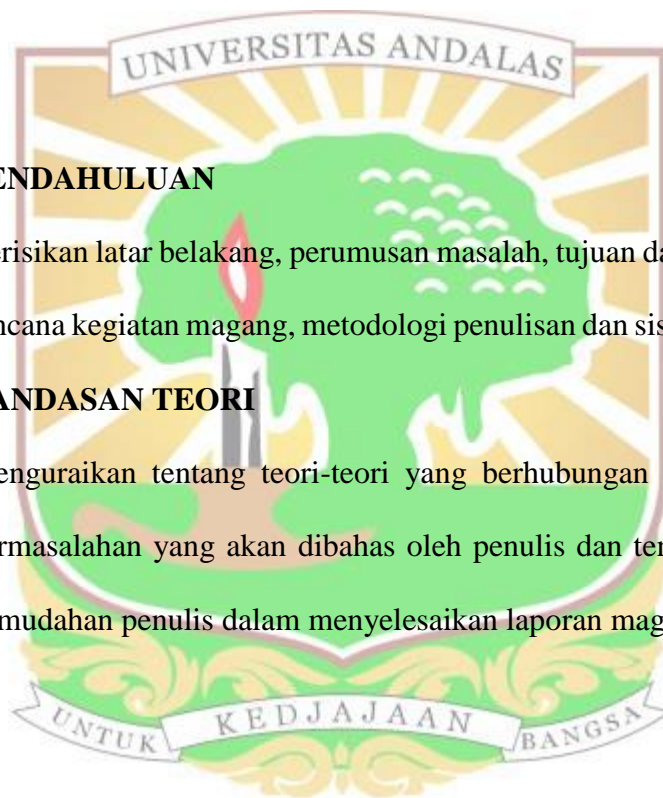 UNIVERSITAS ANDALAS
ENDAHULUAN
erisikan latar belakang, perumusan masalah, tujuan da
ncana kegiatan magang, metodologi penulisan dan sis
ANDASAN TEORI
enguraikan tentang teori-teori yang berhubungan
rmasalahan yang akan dibahas oleh penulis dan ter
mudahan penulis dalam menyelesaikan laporan mag
UNTUK KEDJAJAAN BANGSA